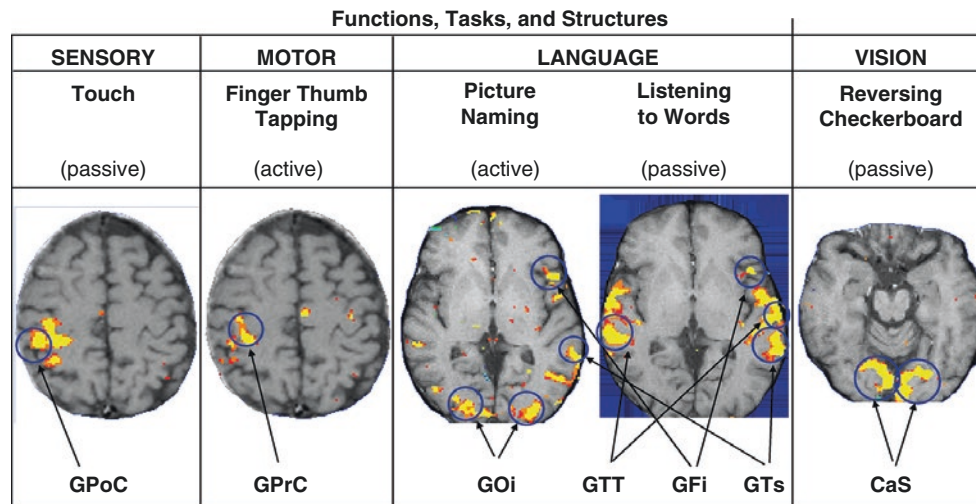 Functions, Tasks, and Structures
SENSORY MOTOR LANGUAGE VISION
Touch Finger Thumb Tapping Picture Naming Listening to Words Reversing Checkerboard
(passive) (active) (active) (passive) (passive)
GPoC GPrC GOi GTT GFi GTs CaS